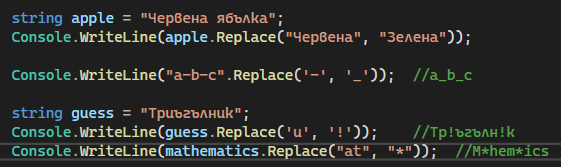 string apple = "Червена ябълка";
Console.WriteLine(apple.Replace("Червена", "Зелена"));
Console.WriteLine("a-b-c".Replace('-', '_'));  //a_b_c
string guess = "Триъгълник";
Console.WriteLine(guess.Replace('и', '!'));    //Тр!ъгълн!к
Console.WriteLine(mathematics.Replace("at", "*"));  //M*hem*ics